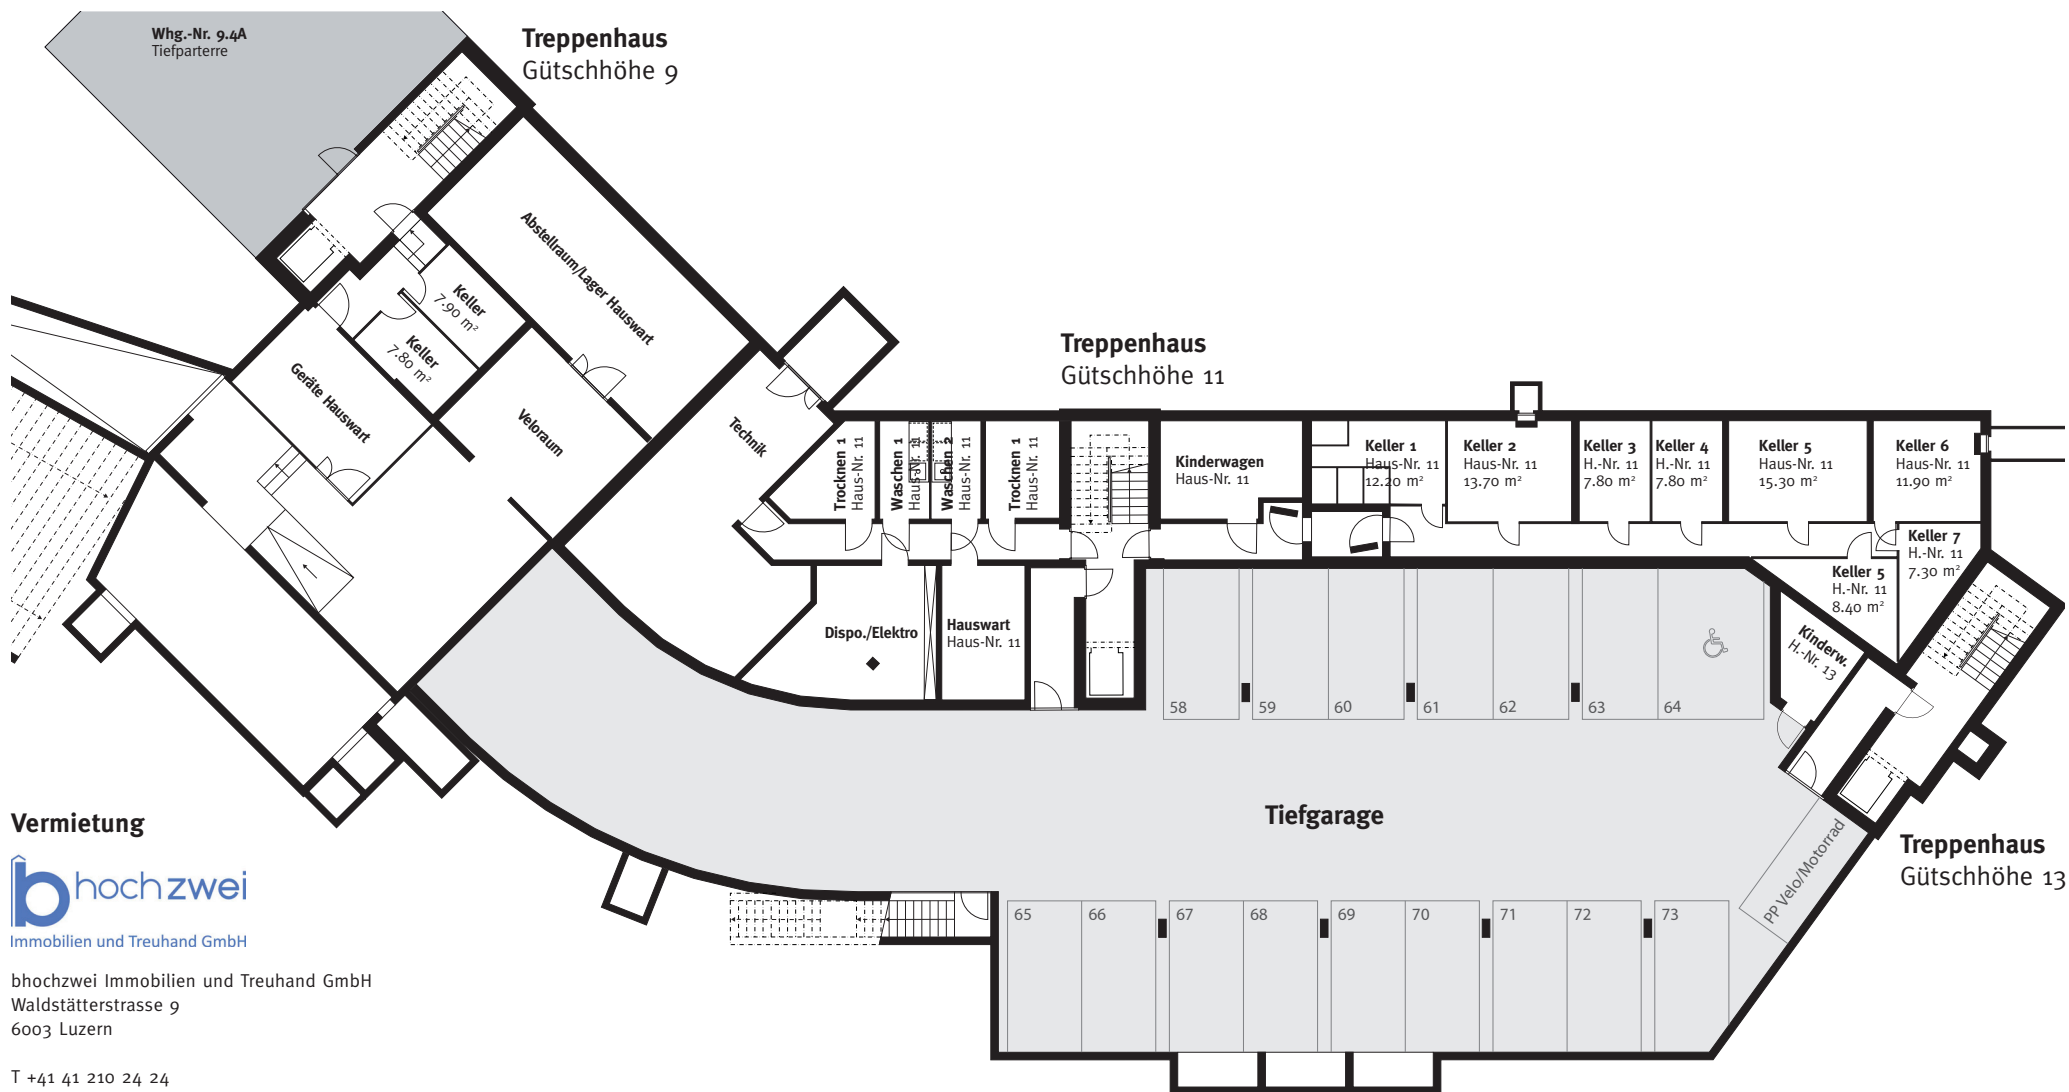 Whg.-Nr. 9.4A
Tiefparterre
Treppenhaus
Gütschhöhe 9
Abstellraum/Lager Hauswart
Keller
7.90 m²
Keller
7.80 m²
Geräte Hauswart
Veloraum
Technik
Treppenhaus
Gütschhöhe 11
Trocknen 1
Haus-Nr. 11
Waschen 1
Haus-Nr. 11
Waschen 2
Haus-Nr. 11
Trocknen 1
Haus-Nr. 11
Kinderwagen
Haus-Nr. 11
Keller 1
Haus-Nr. 11
12.20 m²
Keller 2
Haus-Nr. 11
13.70 m²
Keller 3
H.-Nr. 11
7.80 m²
Keller 4
H.-Nr. 11
7.80 m²
Keller 5
Haus-Nr. 11
15.30 m²
Keller 6
Haus-Nr. 11
11.90 m²
Keller 7
H.-Nr. 11
7.30 m²
Keller 5
H.-Nr. 11
8.40 m²
Dispo./Elektro
Hauswart
Haus-Nr. 11
Kinderw.
H.-Nr. 13
58
59
60
61
62
63
64
Tiefgarage
PP Velo/Motorrad
Treppenhaus
Gütschhöhe 13
65
66
67
68
69
70
71
72
73
Vermietung
b hoch zwei
Immobilien und Treuhand GmbH
bhochzwei Immobilien und Treuhand GmbH
Waldstätterstrasse 9
6003 Luzern
T +41 41 210 24 24